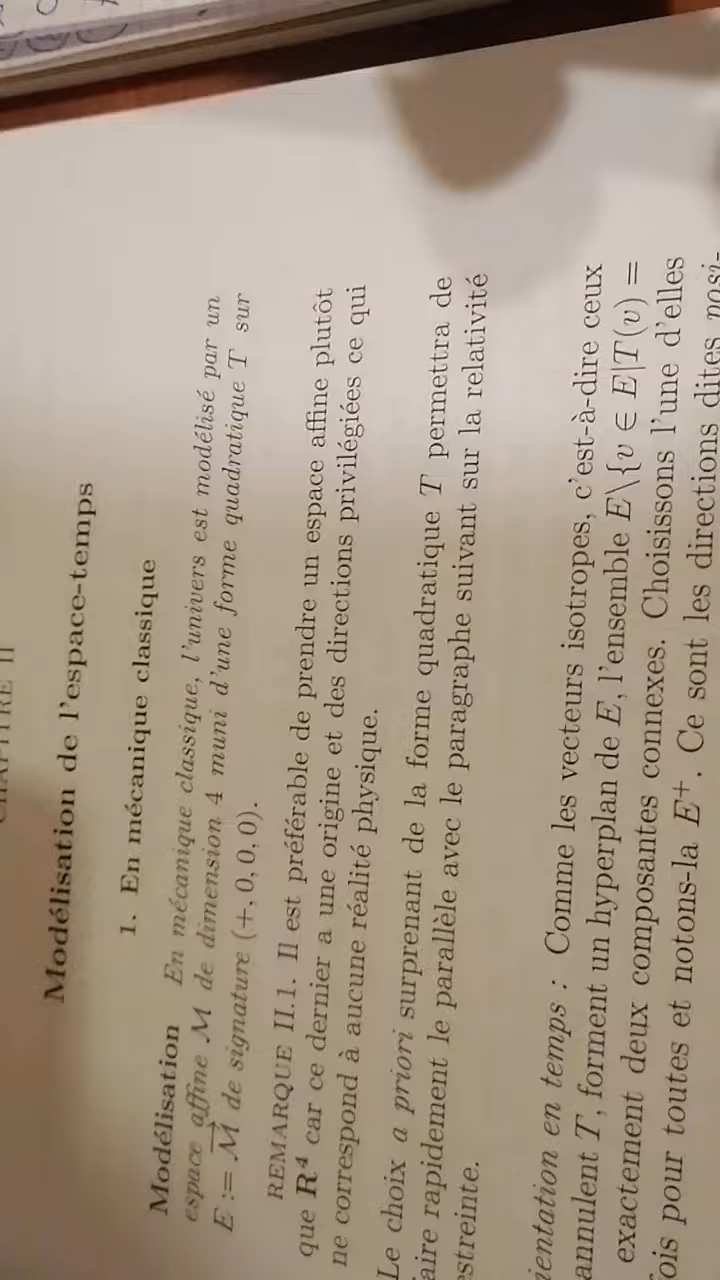 CHAPITRE II
Modélisation de l'espace-temps
1. En mécanique classique
Modélisation En mécanique classique, l'univers est modélisé par un
espace affine M de dimension 4 muni d'une forme quadratique T sur
E := M⃗ de signature (+, 0, 0, 0).
REMARQUE II.1. Il est préférable de prendre un espace affine plutôt
que R⁴ car ce dernier a une origine et des directions privilégiées ce qui
ne correspond à aucune réalité physique.
Le choix a priori surprenant de la forme quadratique T permettra de
aire rapidement le parallèle avec le paragraphe suivant sur la relativité
estreinte.
ientation en temps : Comme les vecteurs isotropes, c'est-à-dire ceux
annulent T, forment un hyperplan de E, l'ensemble E\{v ∈ E|T(v) =
exactement deux composantes connexes. Choisissons l'une d'elles
fois pour toutes et notons-la E⁺. Ce sont les directions dites posi-